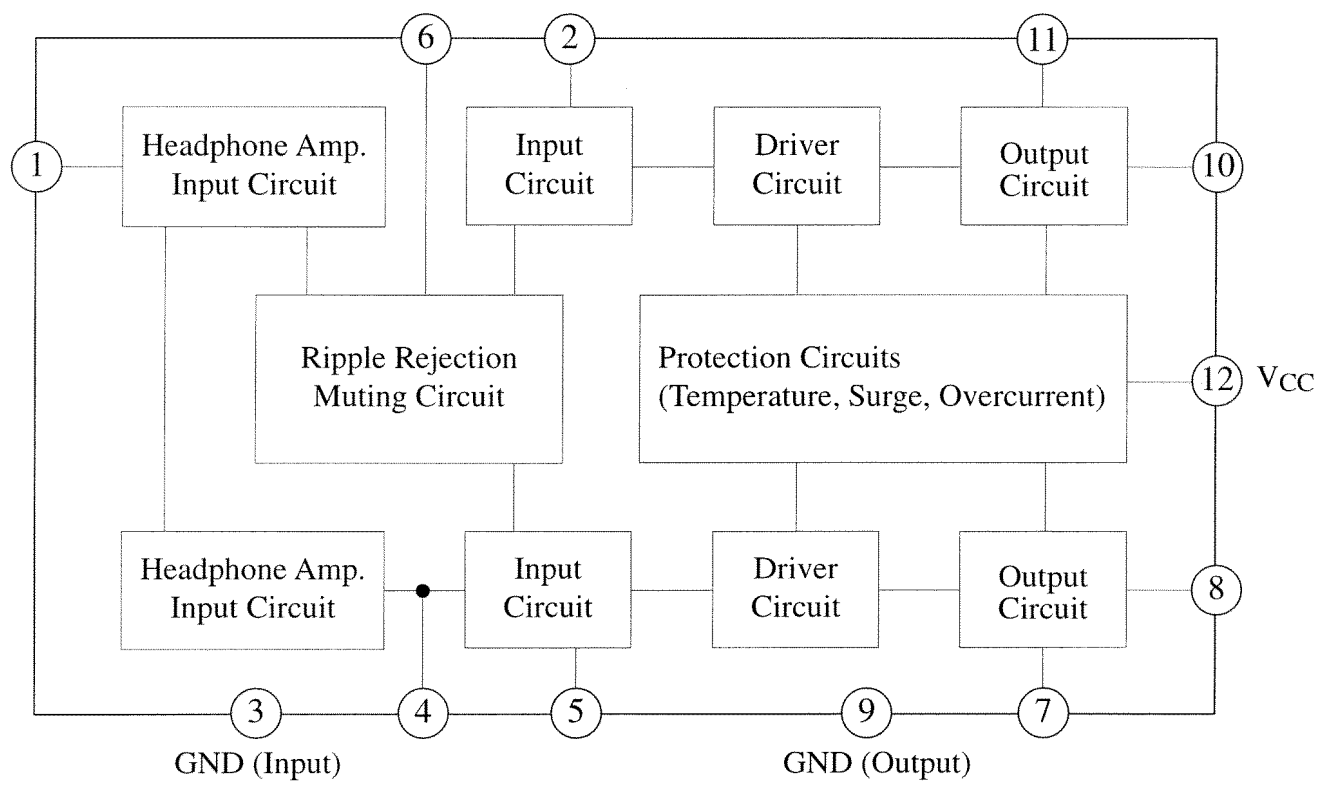 6
2
11
Headphone Amp.
Input Circuit
Input
Circuit
Driver
Circuit
Output
Circuit
1
10
Ripple Rejection
Muting Circuit
Protection Circuits
(Temperature, Surge, Overcurrent)
12 VCC
Headphone Amp.
Input Circuit
Input
Circuit
Driver
Circuit
Output
Circuit
8
3
4
5
9
7
GND (Input)
GND (Output)